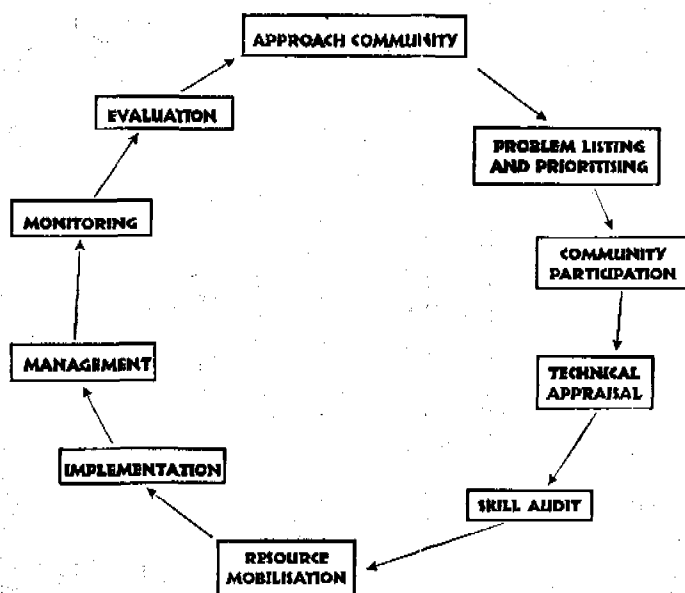 APPROACH COMMUNITY
PROBLEM LISTING
AND PRIORITISING
COMMUNITY
PARTICIPATION
TECHNICAL
APPRAISAL
SKILL AUDIT
RESOURCE
MOBILISATION
IMPLEMENTATION
MANAGEMENT
MONITORING
EVALUATION